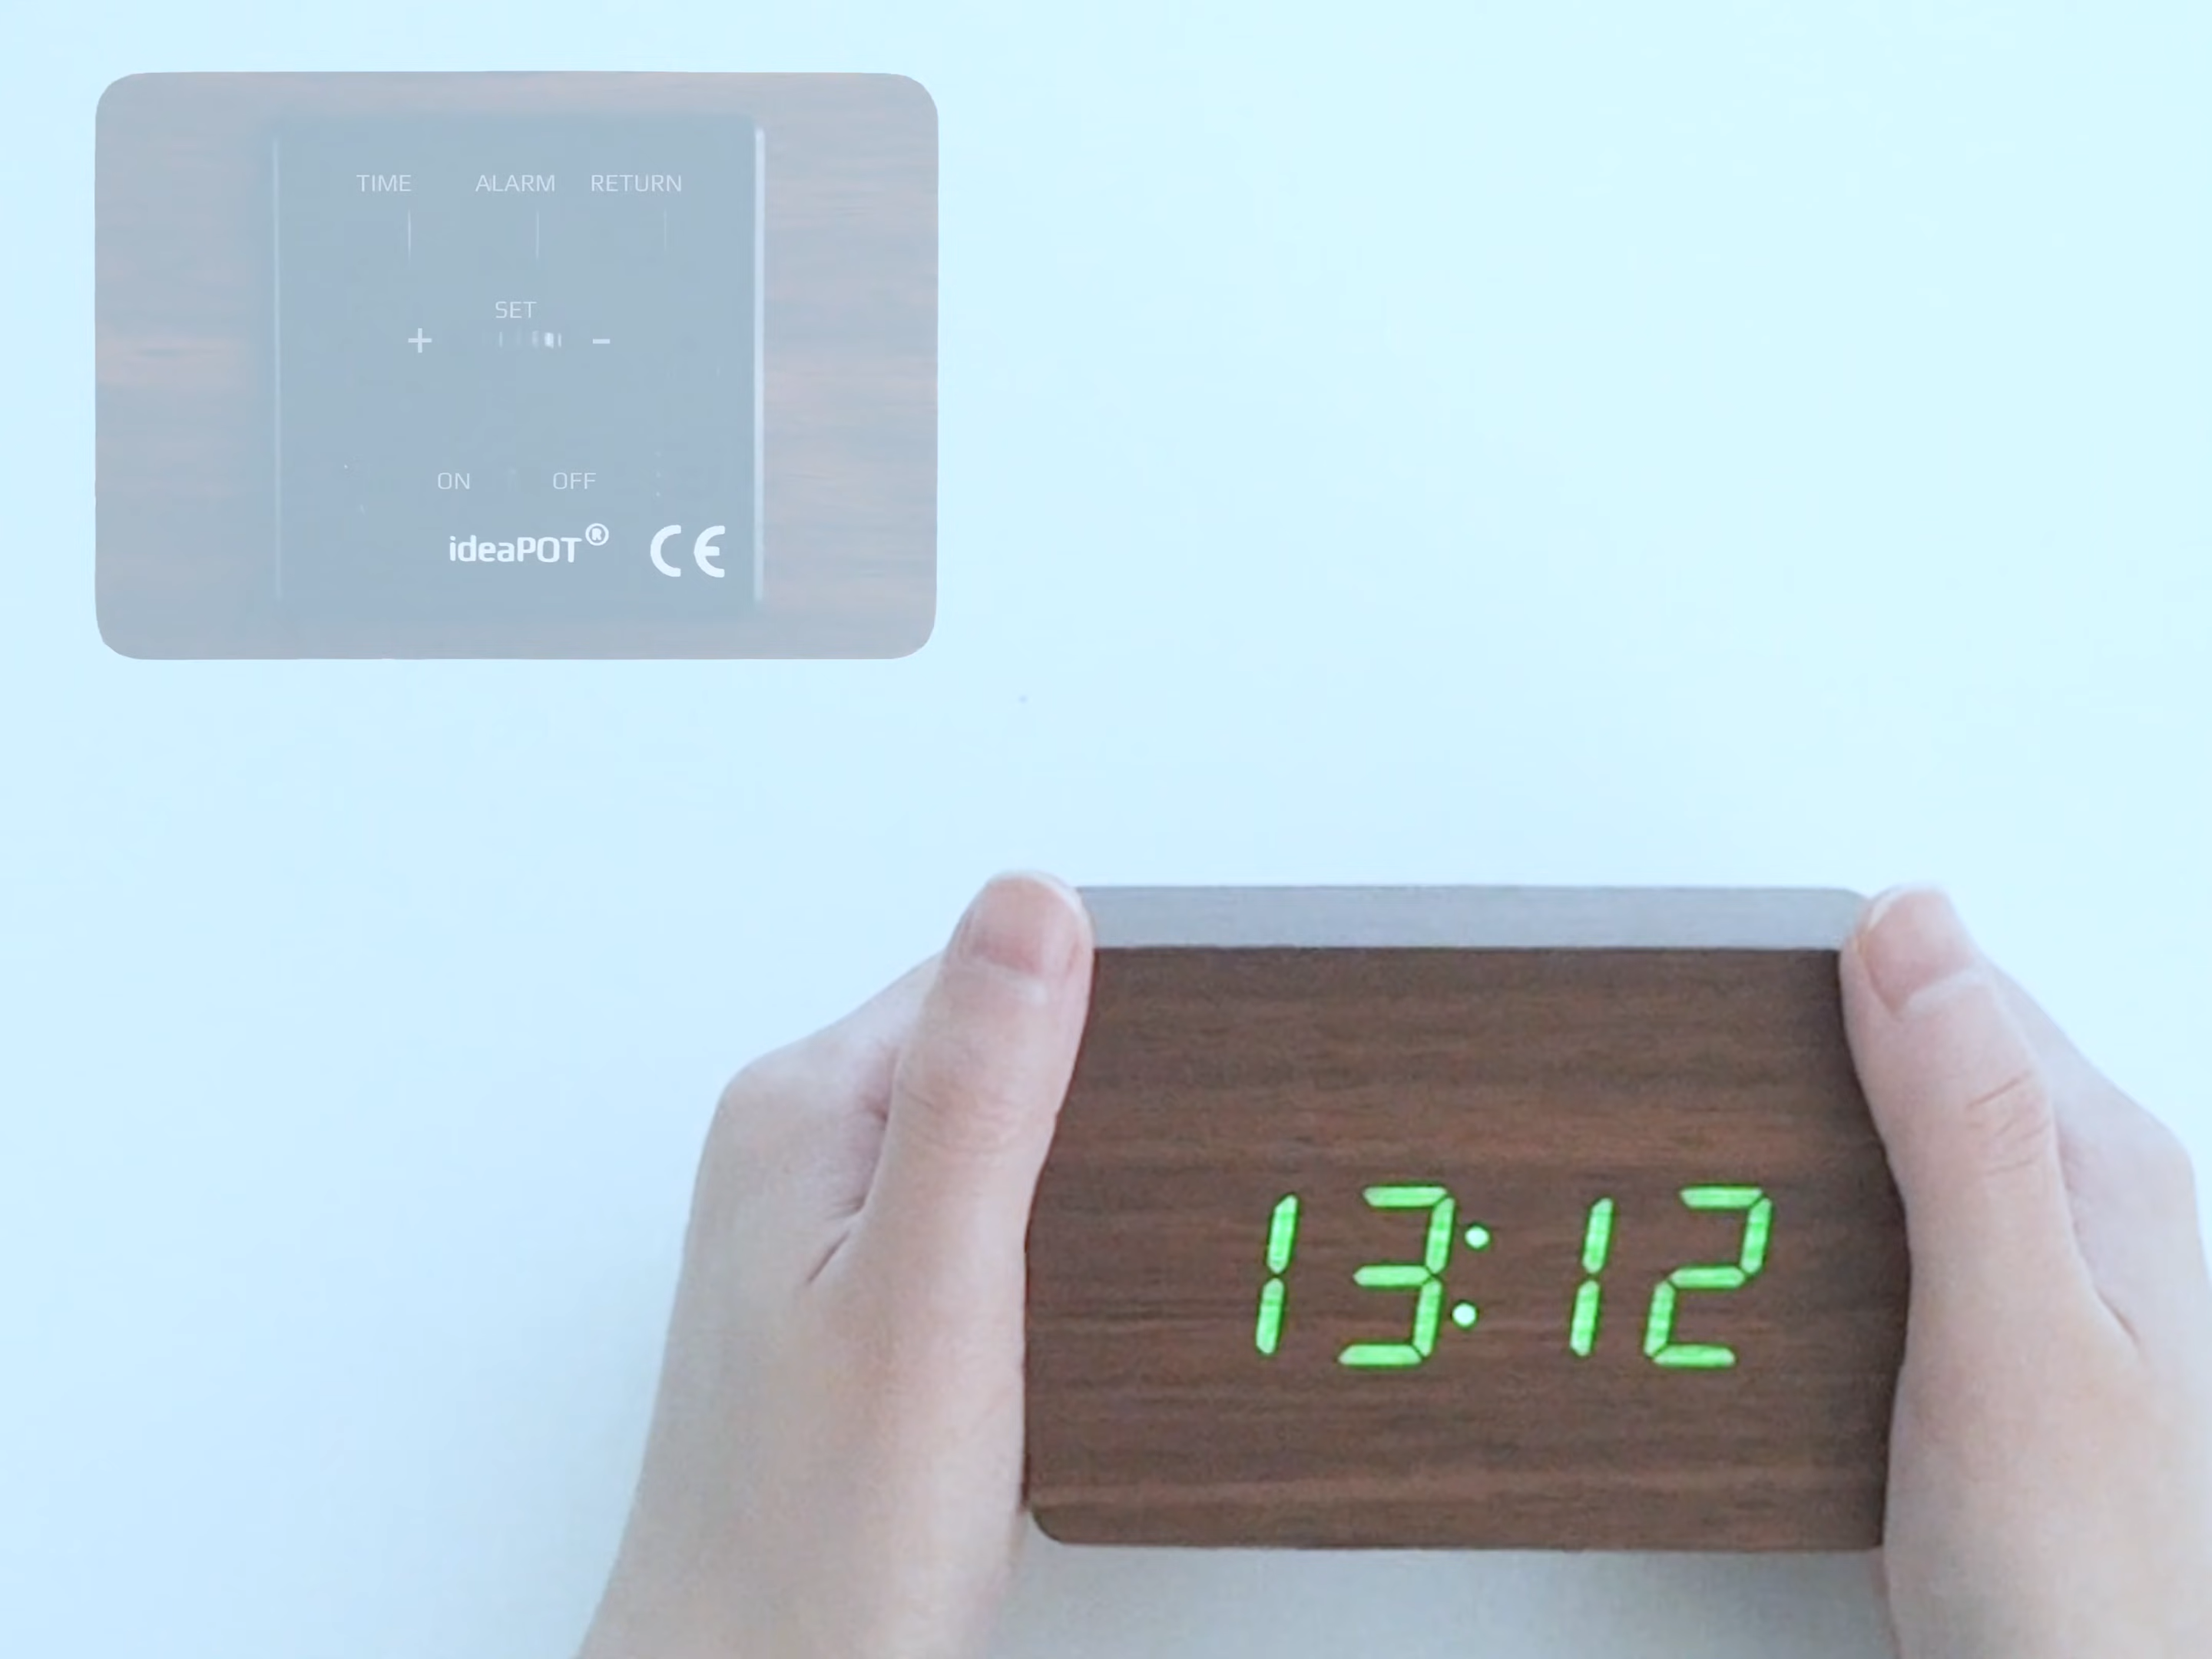 TIME ALARM RETURN
SET
+ -
ON OFF
ideaPOT® CE
13:12